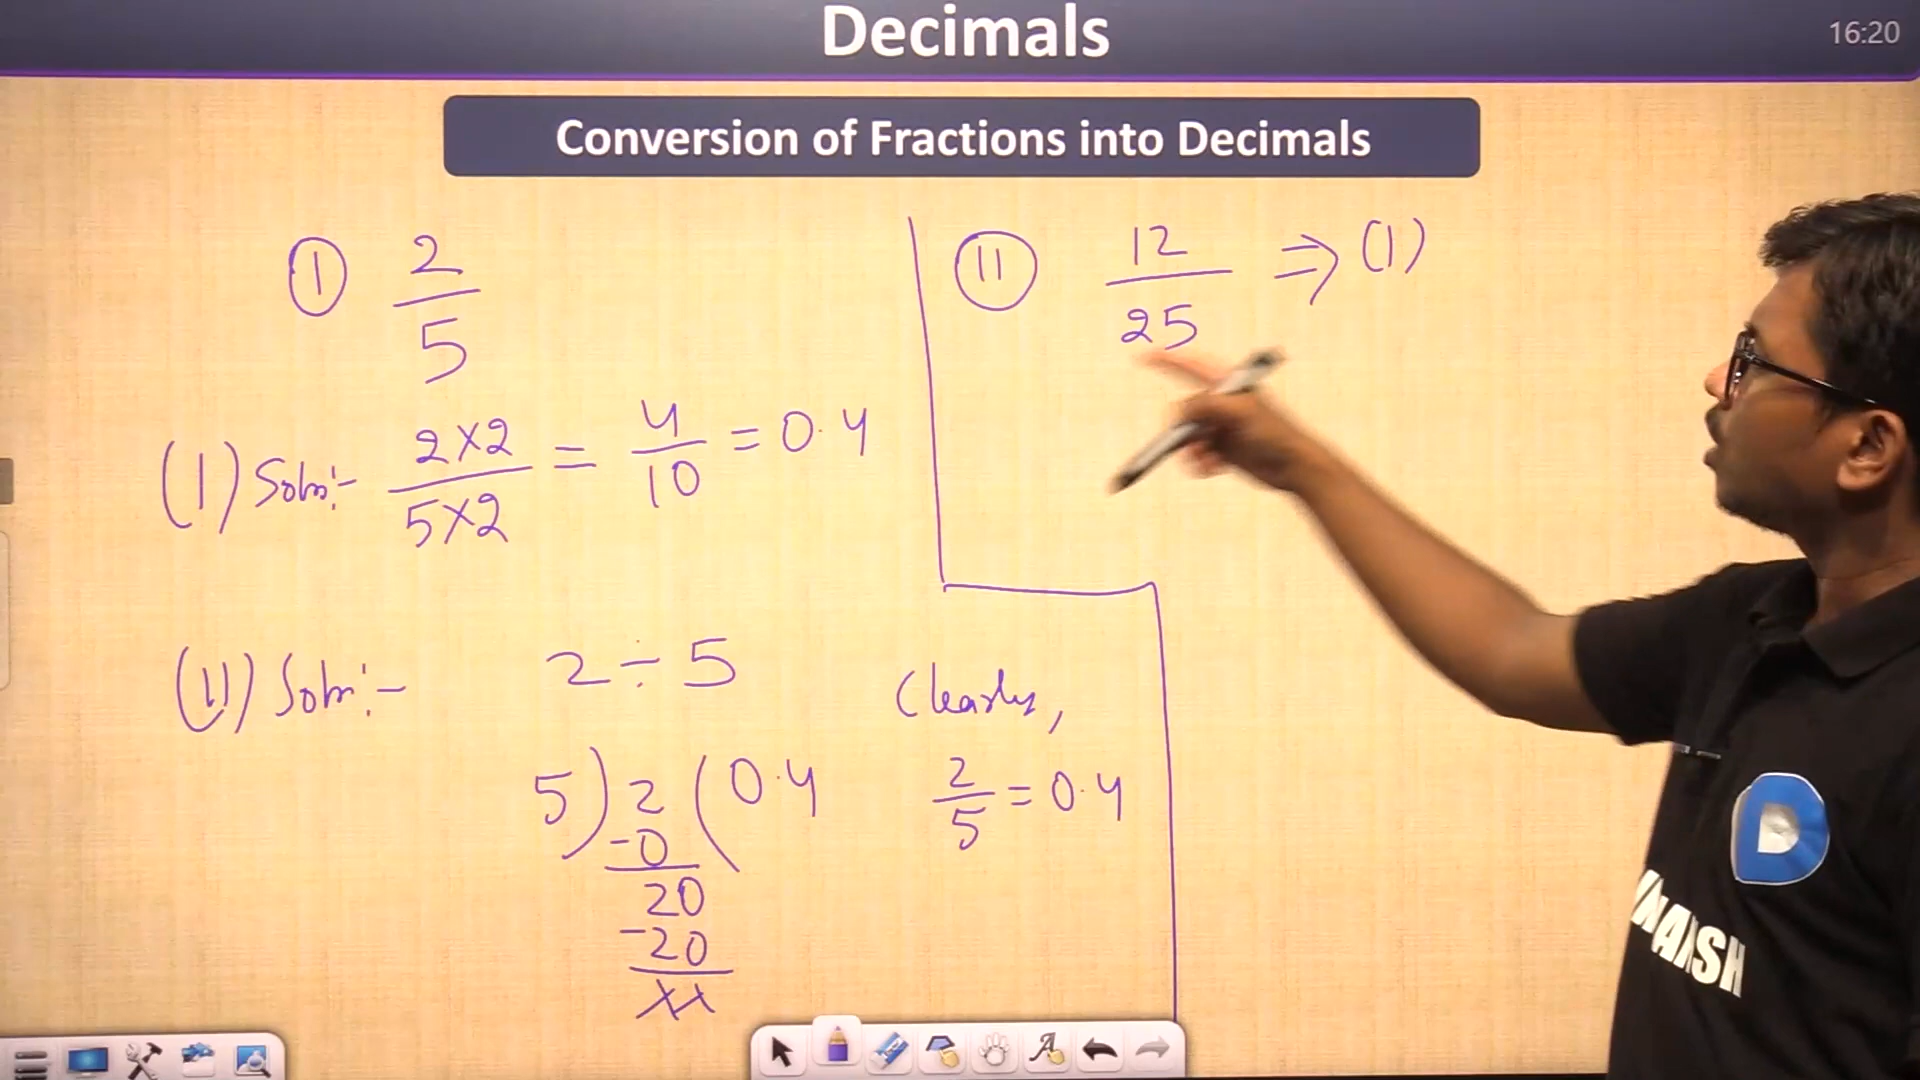 Decimals
16:20
Conversion of Fractions into Decimals
① 2/5
(I) Soln:- 2×2/5×2 = 4/10 = 0.4
(II) Soln:- 2÷5
5)2(0.4
-0
20
-20
××
Clearly,
2/5 = 0.4
⑪ 12/25 ⇒ (1)
D
AAKASH